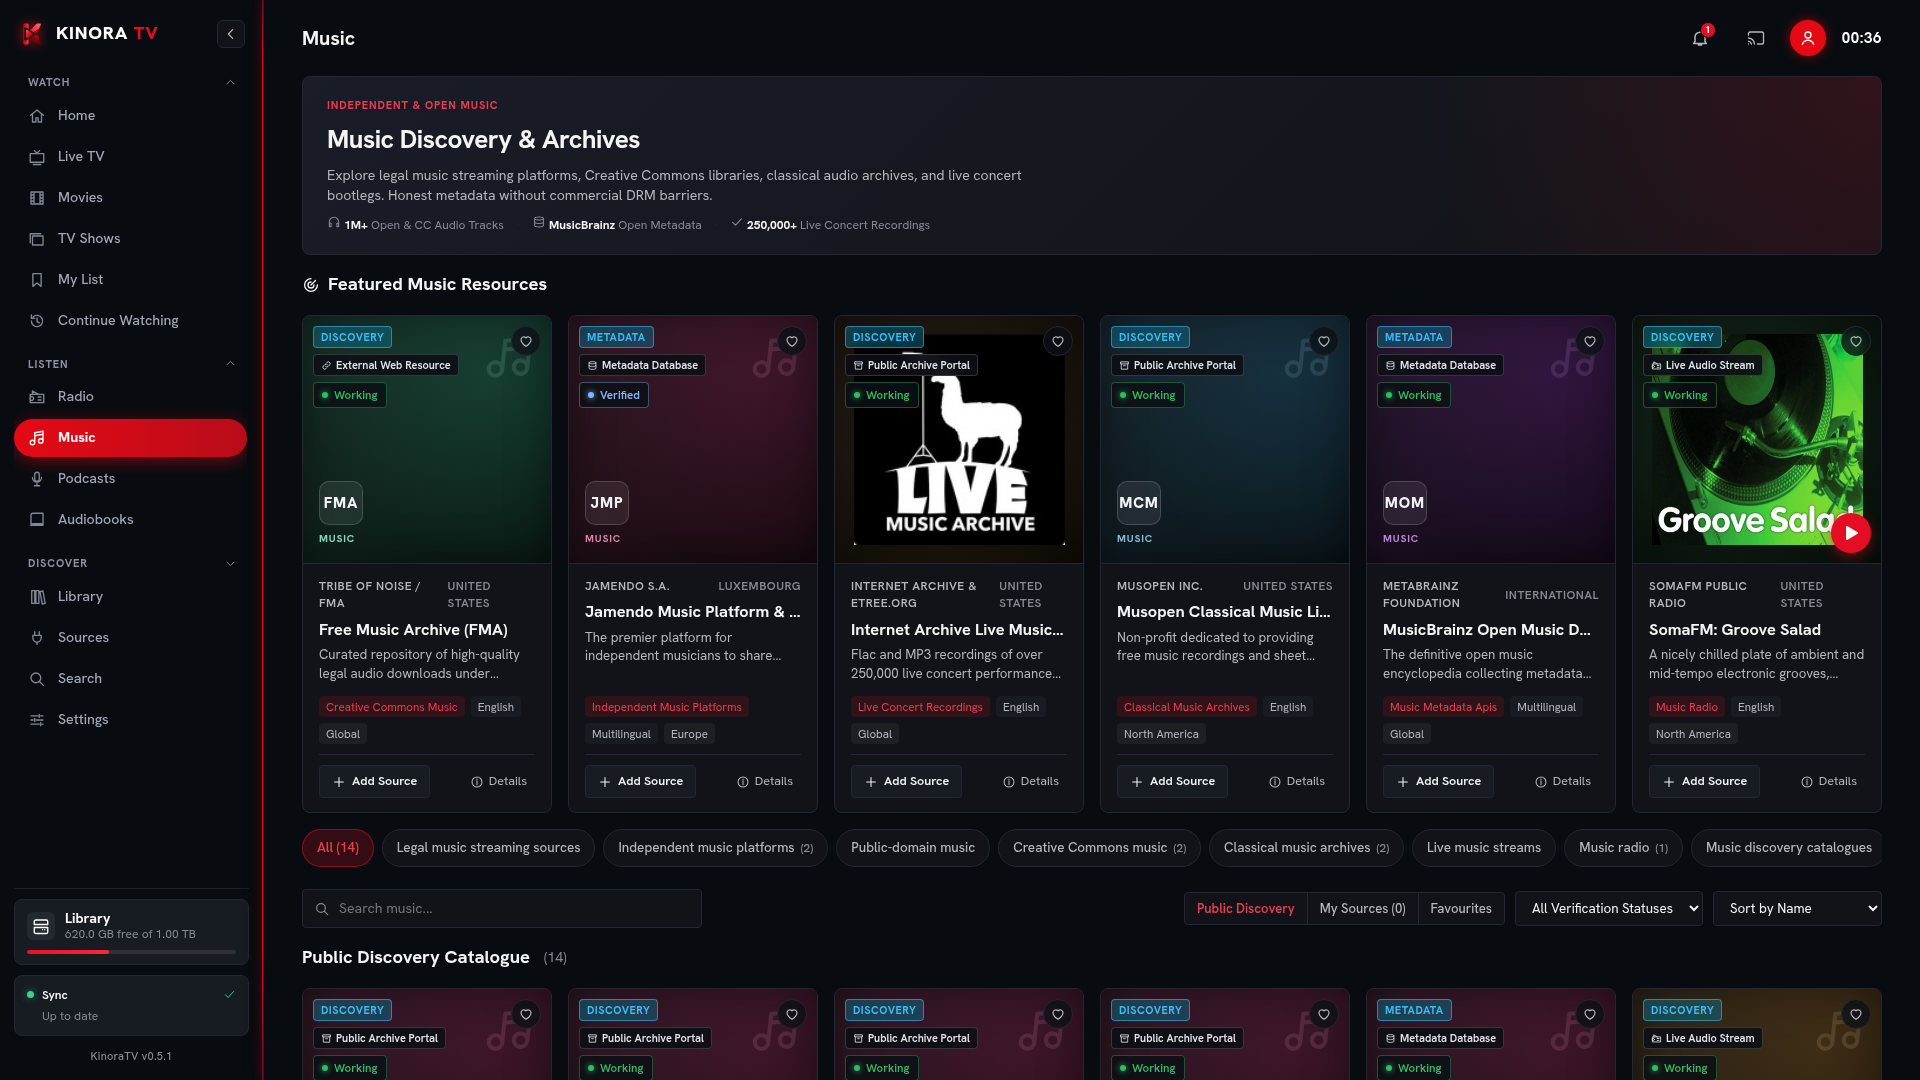 KINORA TV
WATCH
Home
Live TV
Movies
TV Shows
My List
Continue Watching
LISTEN
Radio
Music
Podcasts
Audiobooks
DISCOVER
Library
Sources
Search
Settings
Library
620.0 GB free of 1.00 TB
Sync
Up to date
KinoraTV v0.5.1
Music
1
00:36
INDEPENDENT & OPEN MUSIC
Music Discovery & Archives
Explore legal music streaming platforms, Creative Commons libraries, classical audio archives, and live concert
bootlegs. Honest metadata without commercial DRM barriers.
1M+ Open & CC Audio Tracks
MusicBrainz Open Metadata
250,000+ Live Concert Recordings
Featured Music Resources
DISCOVERY
External Web Resource
Working
FMA
MUSIC
TRIBE OF NOISE /
FMA
UNITED
STATES
Free Music Archive (FMA)
Curated repository of high-quality
legal audio downloads under...
Creative Commons Music
English
Global
Add Source
Details
METADATA
Metadata Database
Verified
JMP
MUSIC
JAMENDO S.A.
LUXEMBOURG
Jamendo Music Platform & ...
The premier platform for
independent musicians to share...
Independent Music Platforms
Multilingual
Europe
Add Source
Details
DISCOVERY
Public Archive Portal
Working
LIVE
MUSIC ARCHIVE
INTERNET ARCHIVE &
ETREE.ORG
UNITED
STATES
Internet Archive Live Music...
Flac and MP3 recordings of over
250,000 live concert performance...
Live Concert Recordings
English
Global
Add Source
Details
DISCOVERY
Public Archive Portal
Working
MCM
MUSIC
MUSOPEN INC.
UNITED STATES
Musopen Classical Music Li...
Non-profit dedicated to providing
free music recordings and sheet...
Classical Music Archives
English
North America
Add Source
Details
METADATA
Metadata Database
Working
MOM
MUSIC
METABRAINZ
FOUNDATION
INTERNATIONAL
MusicBrainz Open Music D...
The definitive open music
encyclopedia collecting metadata...
Music Metadata Apis
Multilingual
Global
Add Source
Details
DISCOVERY
Live Audio Stream
Working
Groove Salad
SOMAFM PUBLIC
RADIO
UNITED
STATES
SomaFM: Groove Salad
A nicely chilled plate of ambient and
mid-tempo electronic grooves,...
Music Radio
English
North America
Add Source
Details
All (14)
Legal music streaming sources
Independent music platforms (2)
Public-domain music
Creative Commons music (2)
Classical music archives (2)
Live music streams
Music radio (1)
Music discovery catalogues
Search music...
Public Discovery
My Sources (0)
Favourites
All Verification Statuses
Sort by Name
Public Discovery Catalogue (14)
DISCOVERY
Public Archive Portal
Working
DISCOVERY
Public Archive Portal
Working
DISCOVERY
Public Archive Portal
Working
DISCOVERY
Public Archive Portal
Working
METADATA
Metadata Database
Working
DISCOVERY
Live Audio Stream
Working